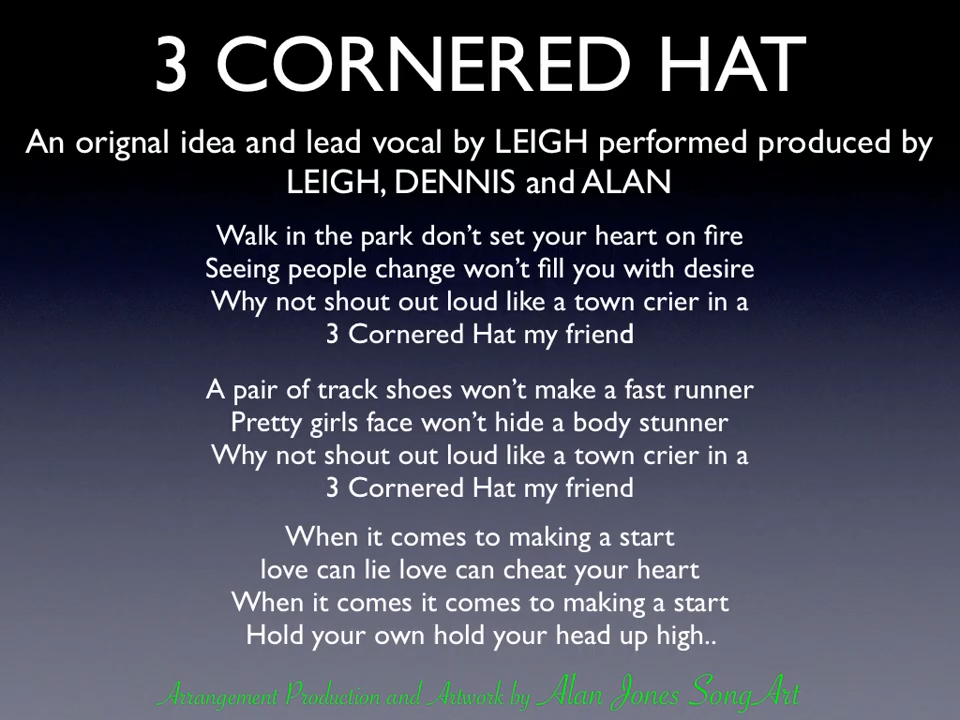 3 CORNERED HAT
An orignal idea and lead vocal by LEIGH performed produced by
LEIGH, DENNIS and ALAN
Walk in the park don’t set your heart on fire
Seeing people change won’t fill you with desire
Why not shout out loud like a town crier in a
3 Cornered Hat my friend
A pair of track shoes won’t make a fast runner
Pretty girls face won’t hide a body stunner
Why not shout out loud like a town crier in a
3 Cornered Hat my friend
When it comes to making a start
love can lie love can cheat your heart
When it comes it comes to making a start
Hold your own hold your head up high..
Arrangement Production and Artwork by Alan Jones SongArt